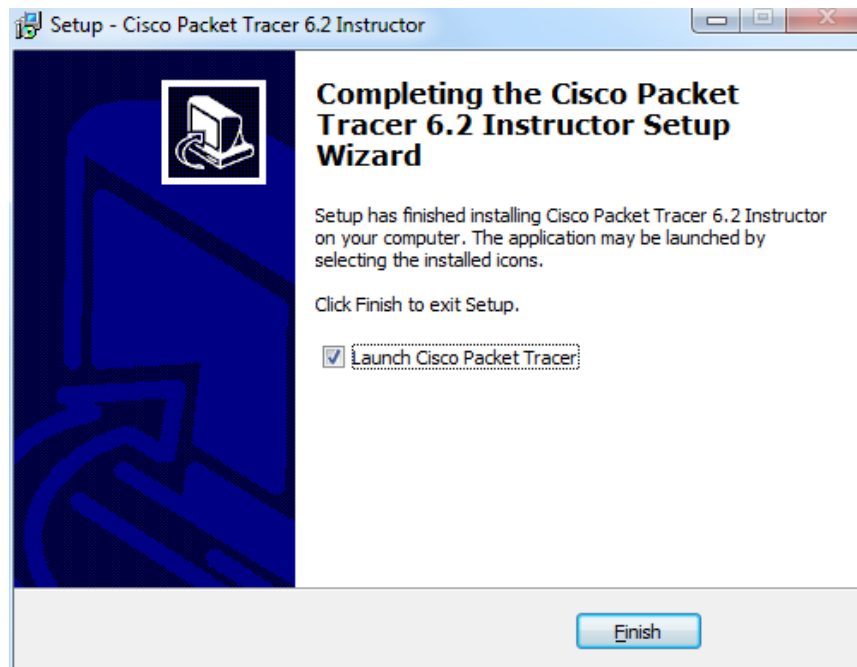 Setup - Cisco Packet Tracer 6.2 Instructor
Completing the Cisco Packet
Tracer 6.2 Instructor Setup
Wizard
Setup has finished installing Cisco Packet Tracer 6.2 Instructor
on your computer. The application may be launched by
selecting the installed icons.
Click Finish to exit Setup.
Launch Cisco Packet Tracer
Finish